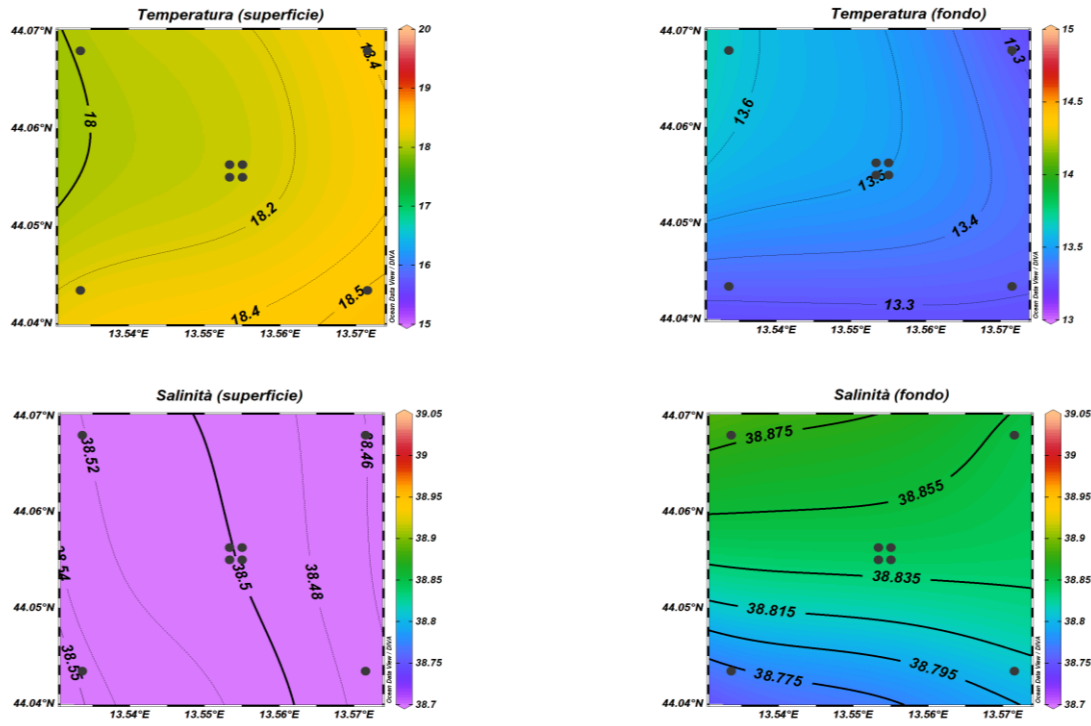 Temperatura (superficie)
44.07°N
44.06°N
44.05°N
44.04°N
13.54°E
13.55°E
13.56°E
13.57°E
18
18.2
18.4
18.4
18.5
Ocean Data View / DIVA
20
19
18
17
16
15
Temperatura (fondo)
44.07°N
44.06°N
44.05°N
44.04°N
13.54°E
13.55°E
13.56°E
13.57°E
13.6
13.5
13.4
13.3
13.3
Ocean Data View / DIVA
15
14.5
14
13.5
13
Salinità (superficie)
44.07°N
44.06°N
44.05°N
44.04°N
13.54°E
13.55°E
13.56°E
13.57°E
38.52
38.54
38.55
38.5
38.48
38.46
Ocean Data View / DIVA
39.05
39
38.95
38.9
38.85
38.8
38.75
38.7
Salinità (fondo)
44.07°N
44.06°N
44.05°N
44.04°N
13.54°E
13.55°E
13.56°E
13.57°E
38.875
38.855
38.835
38.815
38.795
38.775
Ocean Data View / DIVA
39.05
39
38.95
38.9
38.85
38.8
38.75
38.7